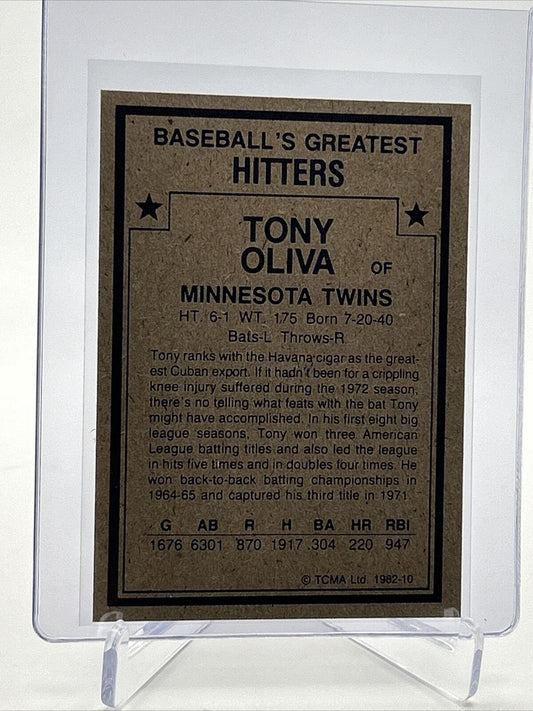 BASEBALL'S GREATEST
HITTERS
TONY
OLIVA OF
MINNESOTA TWINS
HT. 6-1 WT. 175 Born 7-20-40
Bats-L Throws-R
Tony ranks with the Havana cigar as the great-
est Cuban export. If it hadn't been for a crippling
knee injury suffered during the 1972 season,
there's no telling what feats with the bat Tony
might have accomplished. In his first eight big
league seasons, Tony won three American
League batting titles and also led the league
in hits five times and in doubles four times. He
won back-to-back batting championships in
1964-65 and captured his third title in 1971.
G AB R H BA HR RBI
1676 6301 870 1917 .304 220 947
© TCMA Ltd. 1982-10